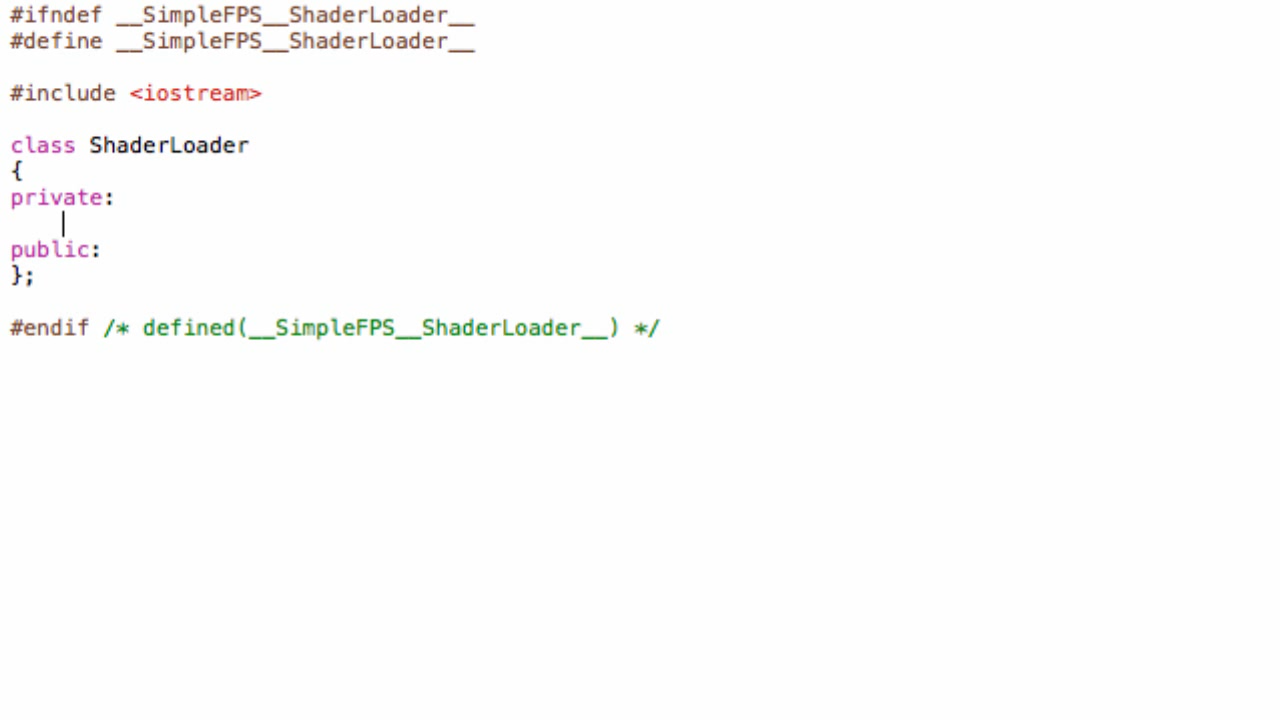 #ifndef __SimpleFPS__ShaderLoader__
#define __SimpleFPS__ShaderLoader__
#include <iostream>
class ShaderLoader
{
private:
public:
};
#endif /* defined(__SimpleFPS__ShaderLoader__) */